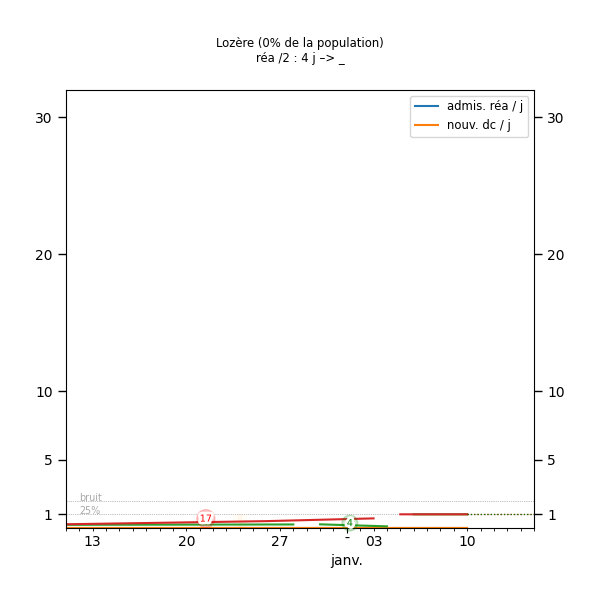 Lozère (0% de la population)
réa /2 : 4 j –> _
admis. réa / j
nouv. dc / j
30 30
20 20
10 10
5 5
bruit
25%
1 1
17
4
13 20 27 - 03 10
janv.